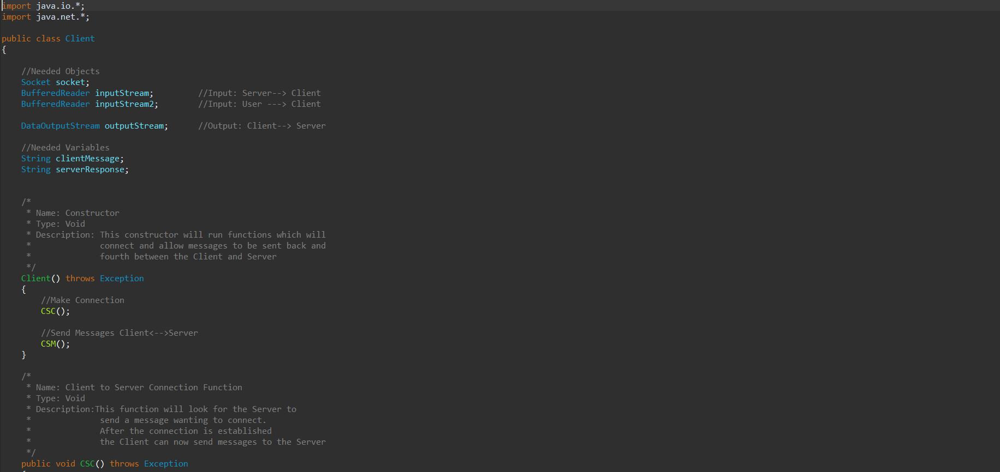 import java.io.*;
import java.net.*;

public class Client
{

    //Needed Objects
    Socket socket;
    BufferedReader inputStream;         //Input: Server--> Client
    BufferedReader inputStream2;        //Input: User ---> Client

    DataOutputStream outputStream;      //Output: Client--> Server

    //Needed Variables
    String clientMessage;
    String serverResponse;


    /*
     * Name: Constructor
     * Type: Void
     * Description: This constructor will run functions which will
     *              connect and allow messages to be sent back and
     *              fourth between the Client and Server
     */
    Client() throws Exception
    {
        //Make Connection
        CSC();

        //Send Messages Client<-->Server
        CSM();
    }

    /*
     * Name: Client to Server Connection Function
     * Type: Void
     * Description:This function will look for the Server to
     *              send a message wanting to connect.
     *              After the connection is established
     *              the Client can now send messages to the Server
     */
    public void CSC() throws Exception
    {